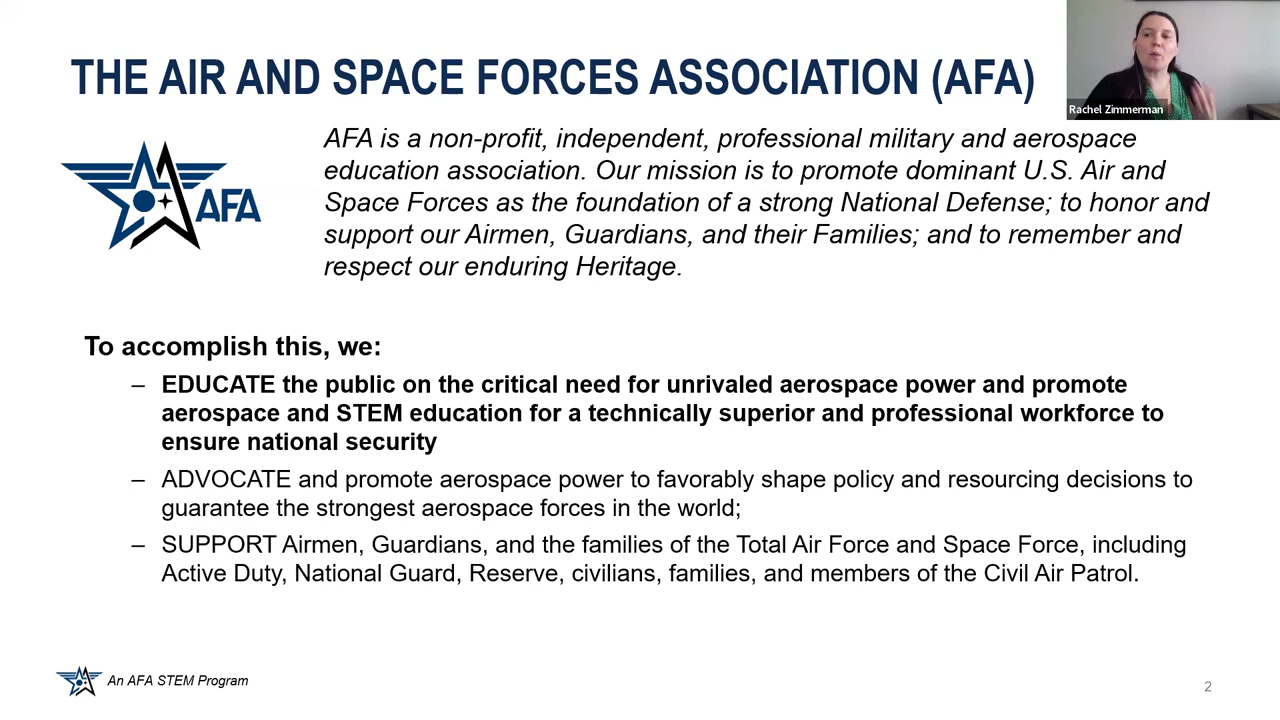 THE AIR AND SPACE FORCES ASSOCIATION (AFA)
Rachel Zimmerman
AFA
AFA is a non-profit, independent, professional military and aerospace
education association. Our mission is to promote dominant U.S. Air and
Space Forces as the foundation of a strong National Defense; to honor and
support our Airmen, Guardians, and their Families; and to remember and
respect our enduring Heritage.
To accomplish this, we:
– EDUCATE the public on the critical need for unrivaled aerospace power and promote
aerospace and STEM education for a technically superior and professional workforce to
ensure national security
– ADVOCATE and promote aerospace power to favorably shape policy and resourcing decisions to
guarantee the strongest aerospace forces in the world;
– SUPPORT Airmen, Guardians, and the families of the Total Air Force and Space Force, including
Active Duty, National Guard, Reserve, civilians, families, and members of the Civil Air Patrol.
An AFA STEM Program
2